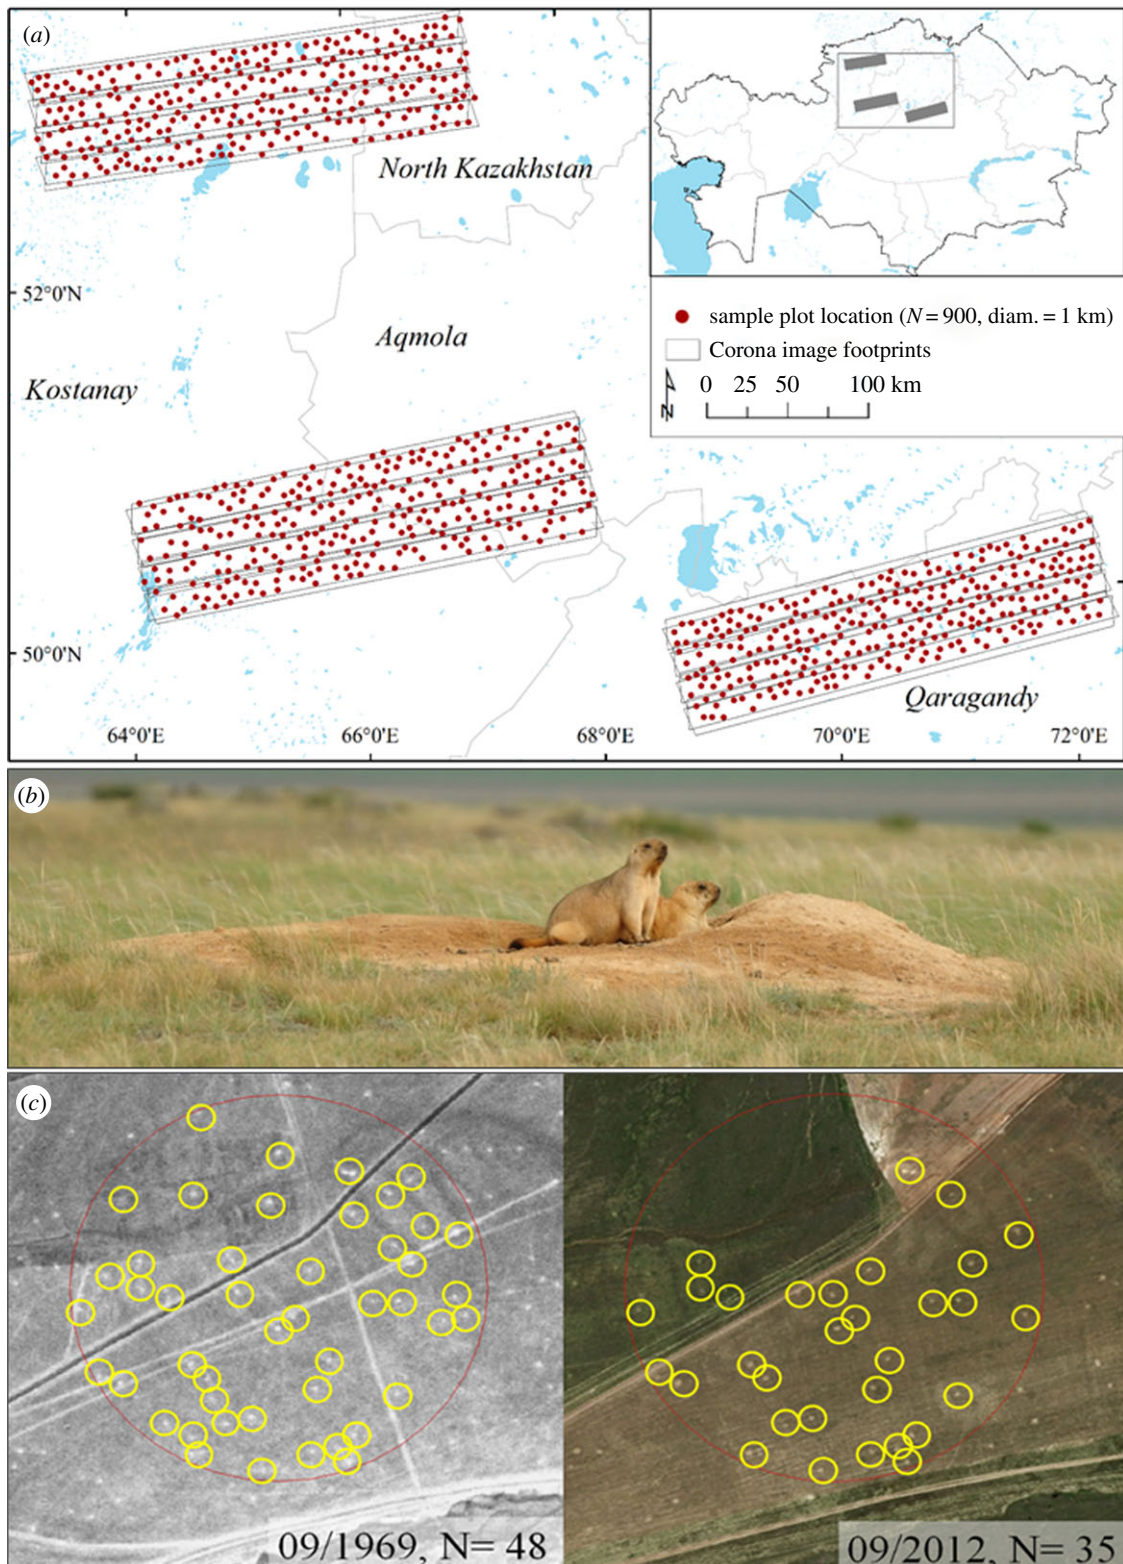 (a)
North Kazakhstan
52°0'N
sample plot location (N = 900, diam. = 1 km)
Aqmola
Corona image footprints
Kostanay
0 25 50 100 km
N
50°0'N
Qaragandy
64°0'E 66°0'E 68°0'E 70°0'E 72°0'E
(b)
(c)
09/1969, N= 48
09/2012, N= 35